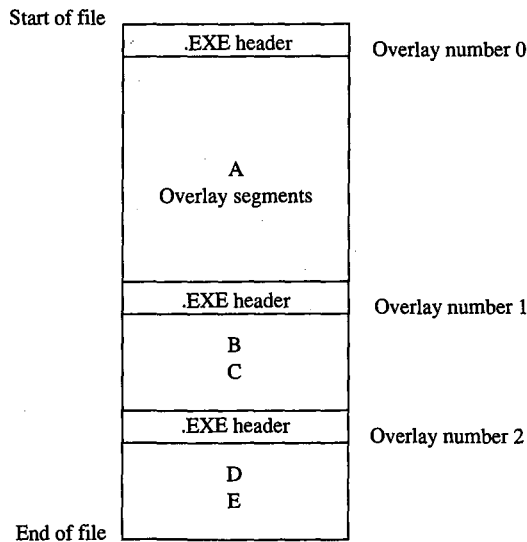 Start of file
.EXE header
Overlay number 0
A
Overlay segments
.EXE header
Overlay number 1
B
C
.EXE header
Overlay number 2
D
E
End of file